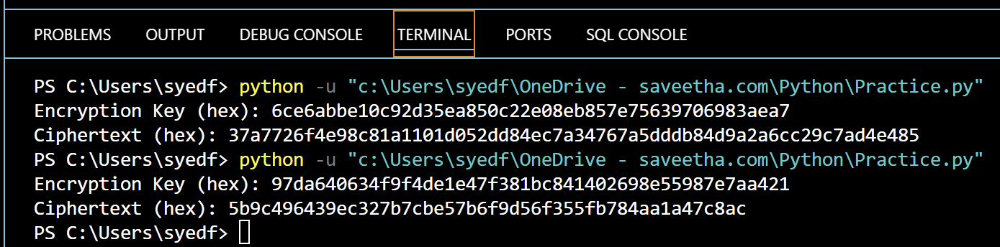 PROBLEMS OUTPUT DEBUG CONSOLE TERMINAL PORTS SQL CONSOLE
PS C:\Users\syedf> python -u "c:\Users\syedf\OneDrive - saveetha.com\Python\Practice.py"
Encryption Key (hex): 6ce6abbe10c92d35ea850c22e08eb857e75639706983aea7
Ciphertext (hex): 37a7726f4e98c81a1101d052dd84ec7a34767a5dddb84d9a2a6cc29c7ad4e485
PS C:\Users\syedf> python -u "c:\Users\syedf\OneDrive - saveetha.com\Python\Practice.py"
Encryption Key (hex): 97da640634f9f4de1e47f381bc841402698e55987e7aa421
Ciphertext (hex): 5b9c496439ec327b7cbe57b6f9d56f355fb784aa1a47c8ac
PS C:\Users\syedf>